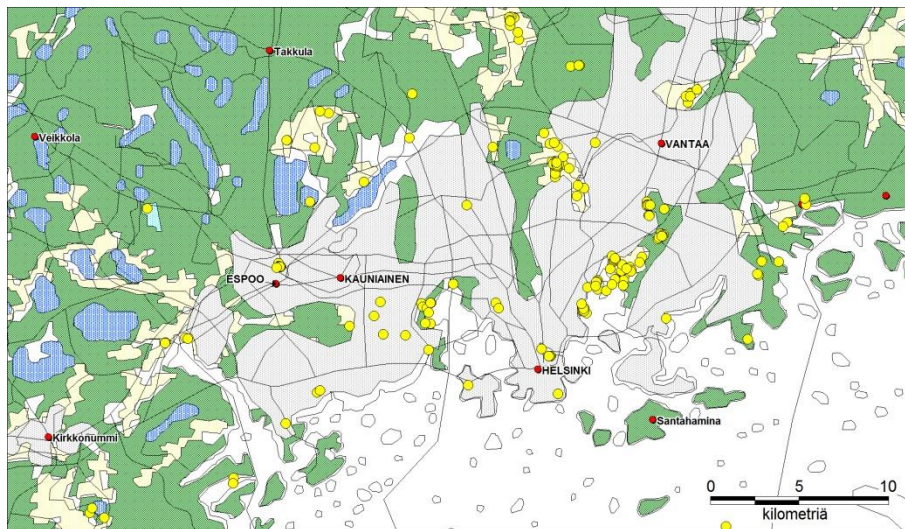 Takkula
Veikkola
VANTAA
ESPOO
KAUNIAINEN
HELSINKI
Santahamina
Kirkkonummi
0 5 10
kilometriä